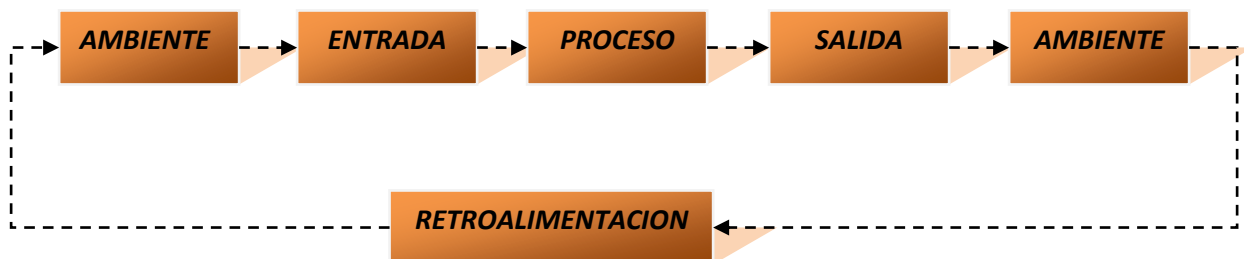 AMBIENTE
ENTRADA
PROCESO
SALIDA
AMBIENTE
RETROALIMENTACION